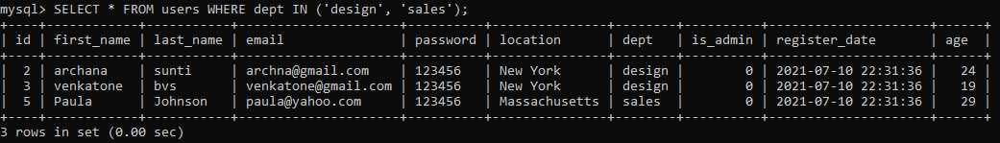 mysql> SELECT * FROM users WHERE dept IN ('design', 'sales');
+----+------------+-----------+---------------------+----------+---------------+--------+----------+---------------------+------+
| id | first_name | last_name | email               | password | location      | dept   | is_admin | register_date       | age  |
+----+------------+-----------+---------------------+----------+---------------+--------+----------+---------------------+------+
|  2 | archana    | sunti     | archna@gmail.com    | 123456   | New York      | design |        0 | 2021-07-10 22:31:36 |   24 |
|  3 | venkatone  | bvs       | venkatone@gmail.com | 123456   | New York      | design |        0 | 2021-07-10 22:31:36 |   19 |
|  5 | Paula      | Johnson   | paula@yahoo.com     | 123456   | Massachusetts | sales  |        0 | 2021-07-10 22:31:36 |   29 |
+----+------------+-----------+---------------------+----------+---------------+--------+----------+---------------------+------+
3 rows in set (0.00 sec)